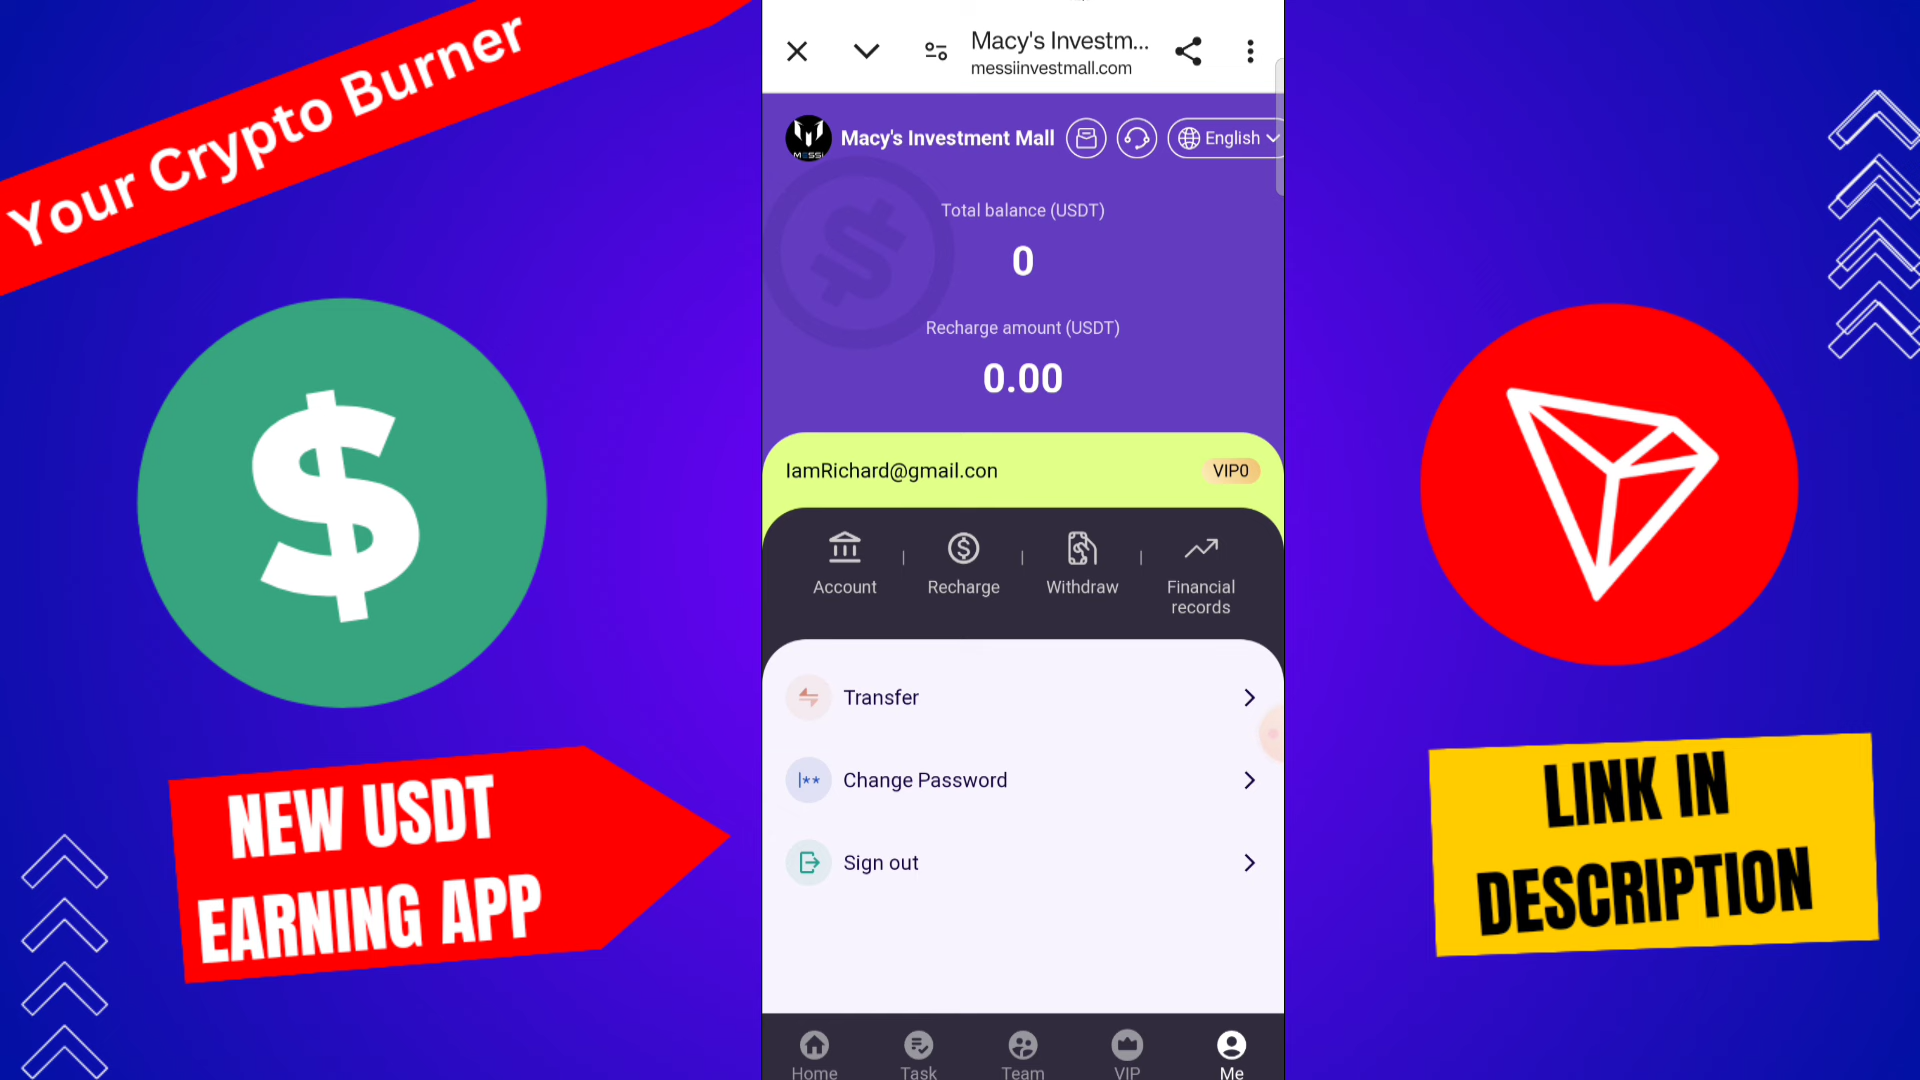 Your Crypto Burner
Macy's Investm...
messiinvestmall.com
MESSI
Macy's Investment Mall
English
Total balance (USDT)
0
Recharge amount (USDT)
0.00
IamRichard@gmail.con
VIP0
Account
Recharge
Withdraw
Financial
records
Transfer
|**
Change Password
Sign out
NEW USDT
EARNING APP
LINK IN
DESCRIPTION
Home
Task
Team
VIP
Me